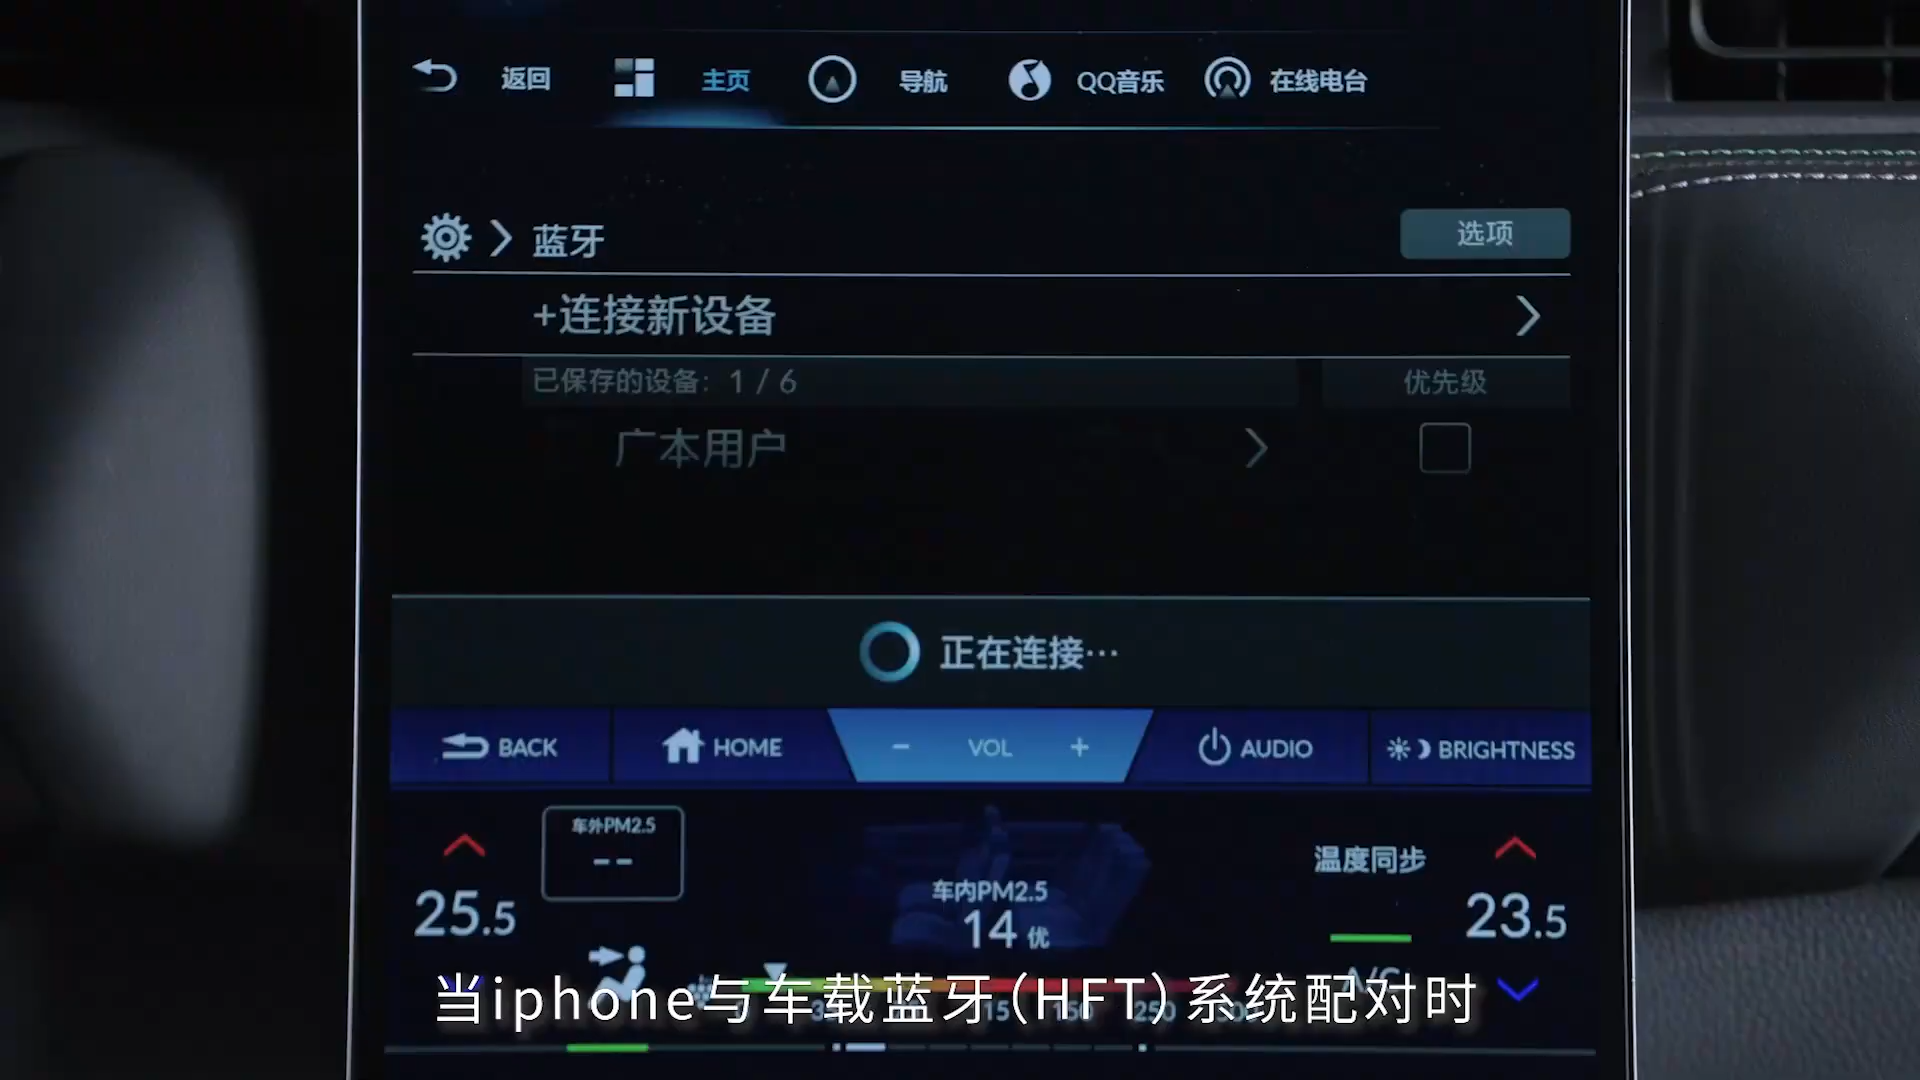 返回 主页 导航 QQ音乐 在线电台
蓝牙 选项
+连接新设备
已保存的设备: 1 / 6 优先级
广本用户
正在连接…
BACK HOME - VOL + AUDIO BRIGHTNESS
车外PM2.5
--
温度同步
25.5
车内PM2.5
14 优
23.5
A/C
150 250
当iphone与车载蓝牙(HFT)系统配对时